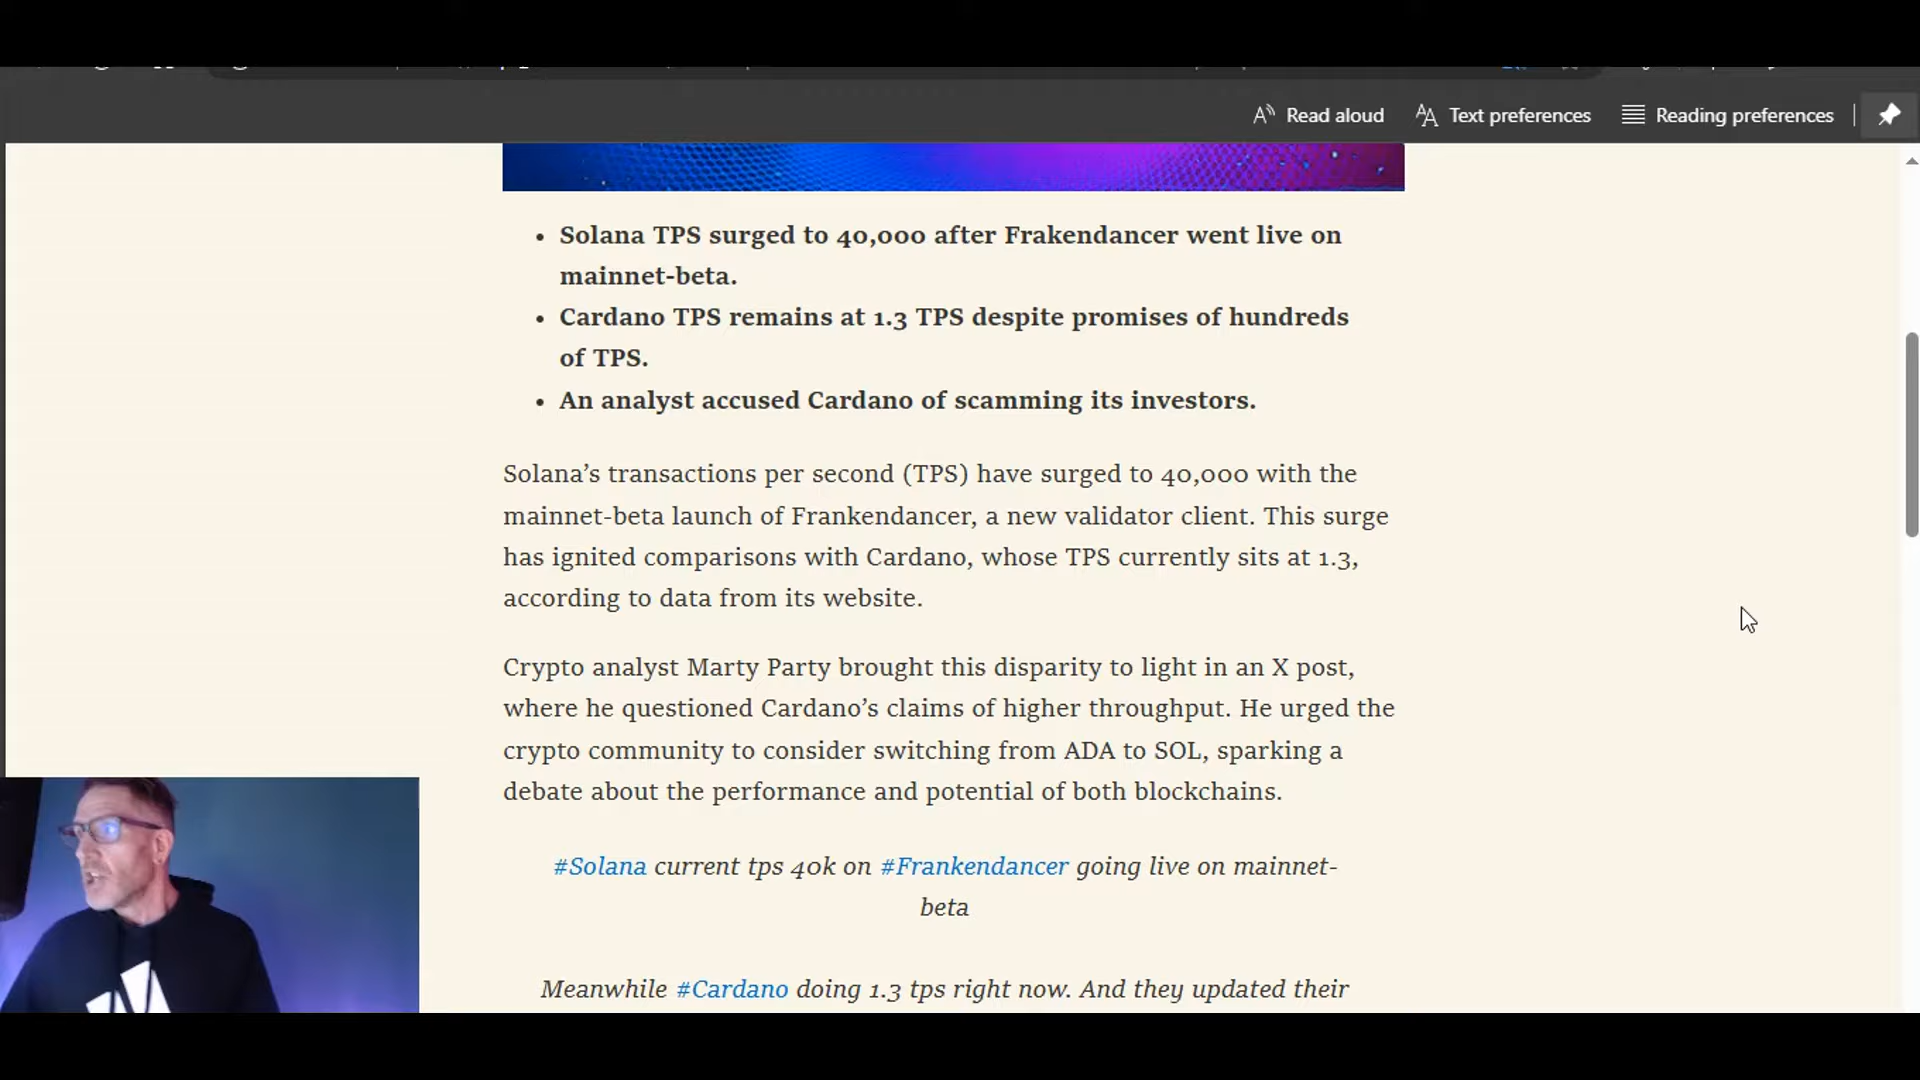 Read aloud
Text preferences
Reading preferences
• Solana TPS surged to 40,000 after Frakendancer went live on
mainnet-beta.
• Cardano TPS remains at 1.3 TPS despite promises of hundreds
of TPS.
• An analyst accused Cardano of scamming its investors.
Solana’s transactions per second (TPS) have surged to 40,000 with the
mainnet-beta launch of Frankendancer, a new validator client. This surge
has ignited comparisons with Cardano, whose TPS currently sits at 1.3,
according to data from its website.
Crypto analyst Marty Party brought this disparity to light in an X post,
where he questioned Cardano’s claims of higher throughput. He urged the
crypto community to consider switching from ADA to SOL, sparking a
debate about the performance and potential of both blockchains.
#Solana current tps 40k on #Frankendancer going live on mainnet-
beta
Meanwhile #Cardano doing 1.3 tps right now. And they updated their